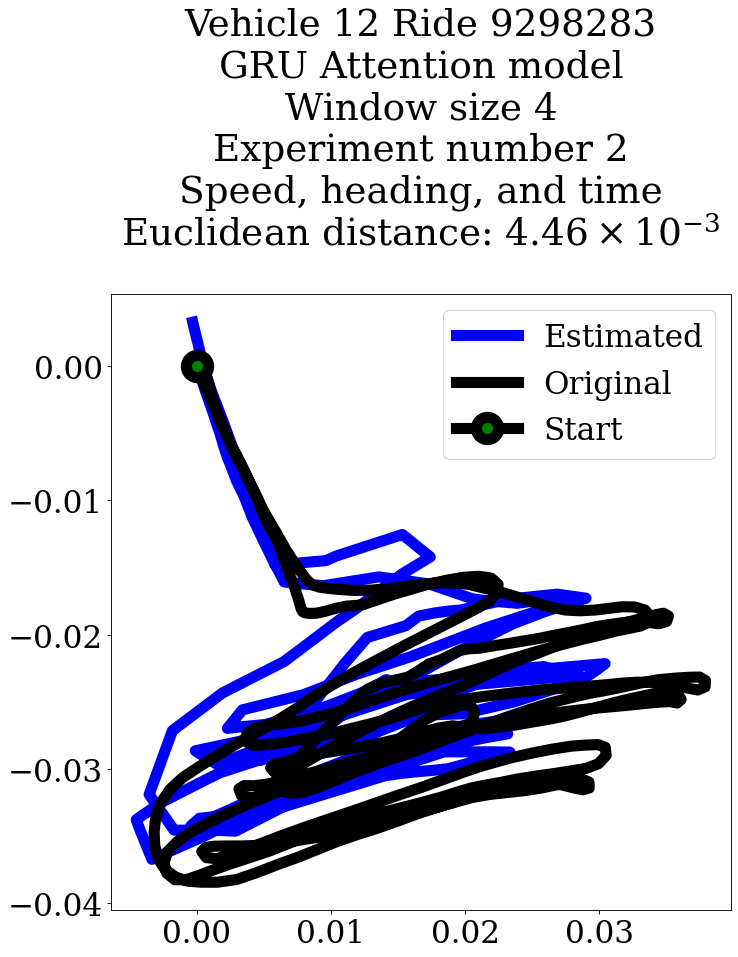 Vehicle 12 Ride 9298283
GRU Attention model
Window size 4
Experiment number 2
Speed, heading, and time
Euclidean distance: 4.46 × 10⁻³
Estimated
Original
Start
0.00
−0.01
−0.02
−0.03
−0.04
0.00 0.01 0.02 0.03